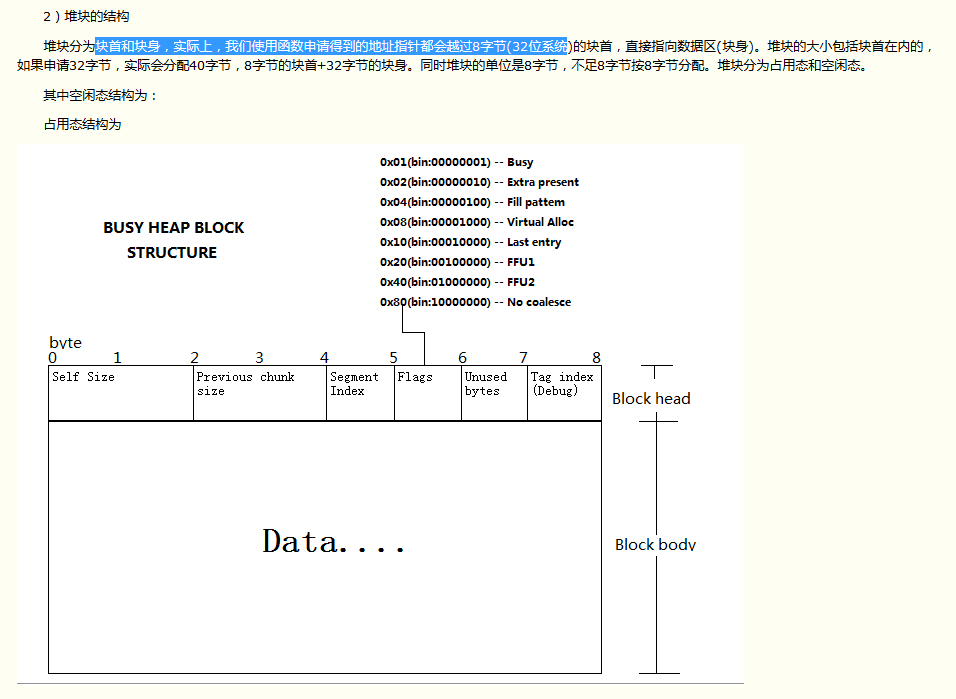 2）堆块的结构
堆块分为块首和块身，实际上，我们使用函数申请得到的地址指针都会越过8字节(32位系统)的块首，直接指向数据区(块身)。堆块的大小包括块首在内的，
如果申请32字节，实际会分配40字节，8字节的块首+32字节的块身。同时堆块的单位是8字节，不足8字节按8字节分配。堆块分为占用态和空闲态。
其中空闲态结构为：
占用态结构为
0x01(bin:00000001) -- Busy
0x02(bin:00000010) -- Extra present
0x04(bin:00000100) -- Fill pattem
0x08(bin:00001000) -- Virtual Alloc
0x10(bin:00010000) -- Last entry
0x20(bin:00100000) -- FFU1
0x40(bin:01000000) -- FFU2
0x80(bin:10000000) -- No coalesce
BUSY HEAP BLOCK
STRUCTURE
byte
0 1 2 3 4 5 6 7 8
Self Size
Previous chunk
size
Segment
Index
Flags
Unused
bytes
Tag index
(Debug)
Block head
Data....
Block body